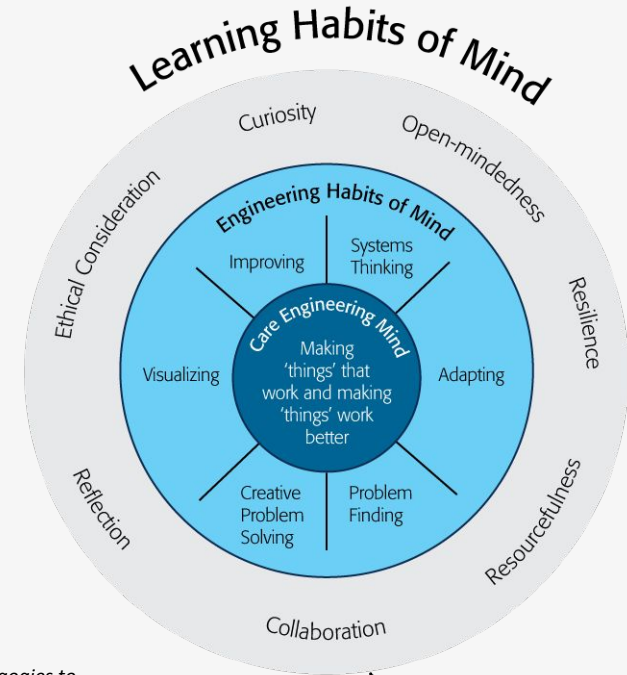 Learning Habits of Mind
Curiosity
Open-mindedness
Resilience
Resourcefulness
Collaboration
Reflection
Ethical Consideration
Engineering Habits of Mind
Improving
Systems
Thinking
Adapting
Problem
Finding
Creative
Problem
Solving
Visualizing
Care Engineering Mind
Making
'things' that
work and making
'things' work
better